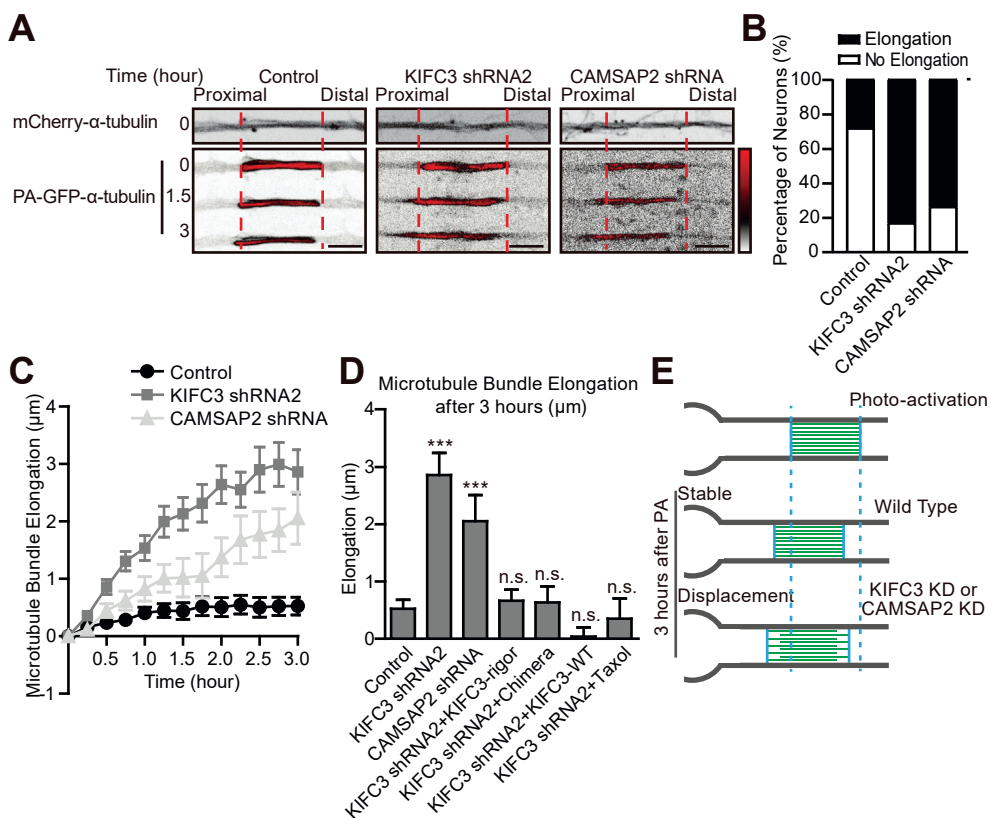 A
Time (hour)
Control
KIFC3 shRNA2
CAMSAP2 shRNA
Proximal Distal Proximal Distal Proximal Distal
mCherry-α-tubulin 0
PA-GFP-α-tubulin
0
1.5
3
B
Elongation
No Elongation
Percentage of Neurons (%)
100
80
60
40
20
0
Control
KIFC3 shRNA2
CAMSAP2 shRNA
C
Control
KIFC3 shRNA2
CAMSAP2 shRNA
Microtubule Bundle Elongation (µm)
4
3
2
1
0
-1
0.5 1.0 1.5 2.0 2.5 3.0
Time (hour)
D
Microtubule Bundle Elongation
after 3 hours (µm)
Elongation (µm)
4
3
2
1
0
***
***
n.s.
n.s.
n.s.
n.s.
Control
KIFC3 shRNA2
CAMSAP2 shRNA
KIFC3 shRNA2+KIFC3-rigor
KIFC3 shRNA2+Chimera
KIFC3 shRNA2+KIFC3-WT
KIFC3 shRNA2+Taxol
E
Photo-activation
3 hours after PA
Stable
Wild Type
Displacement
KIFC3 KD or
CAMSAP2 KD